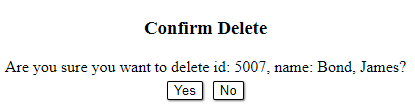 Confirm Delete
Are you sure you want to delete id: 5007, name: Bond, James?
Yes No